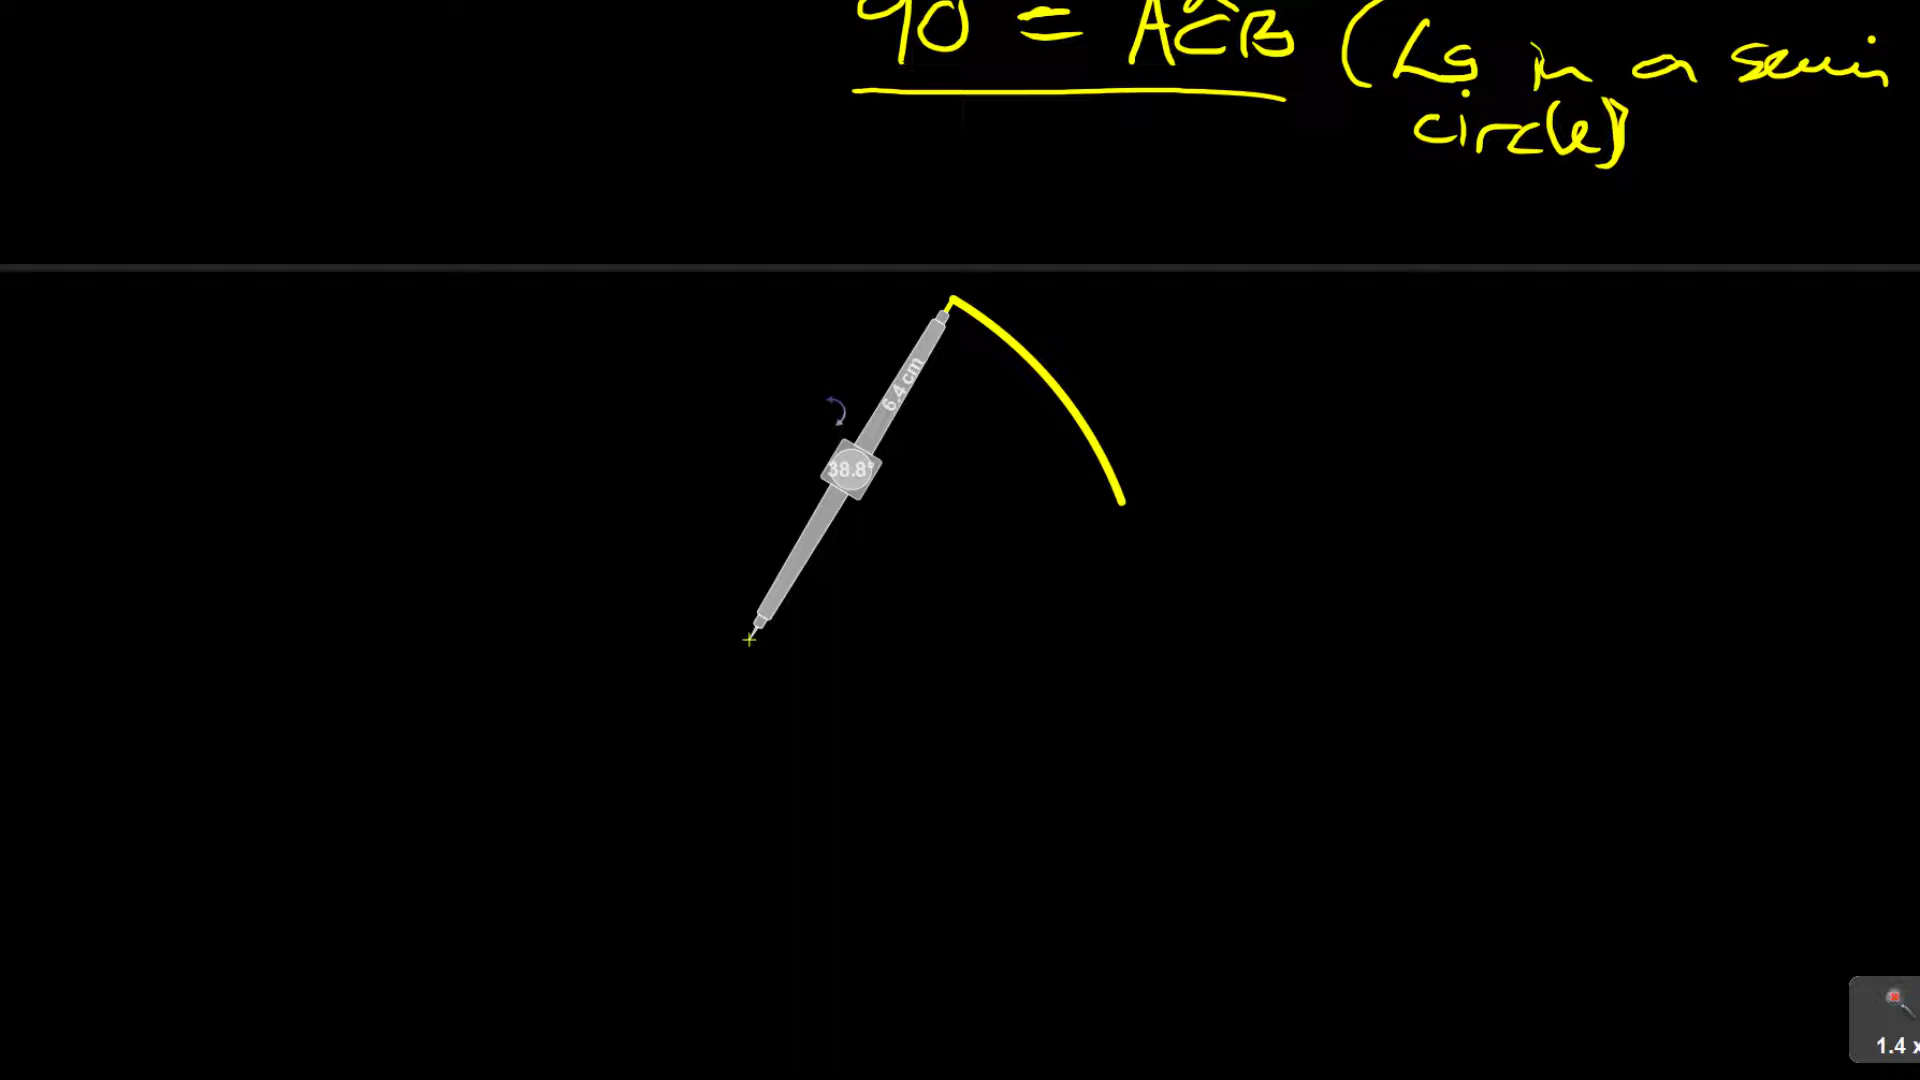 90 = AĈB (∠s in a semi
circle)
6.4 cm
38.8°
1.4 x